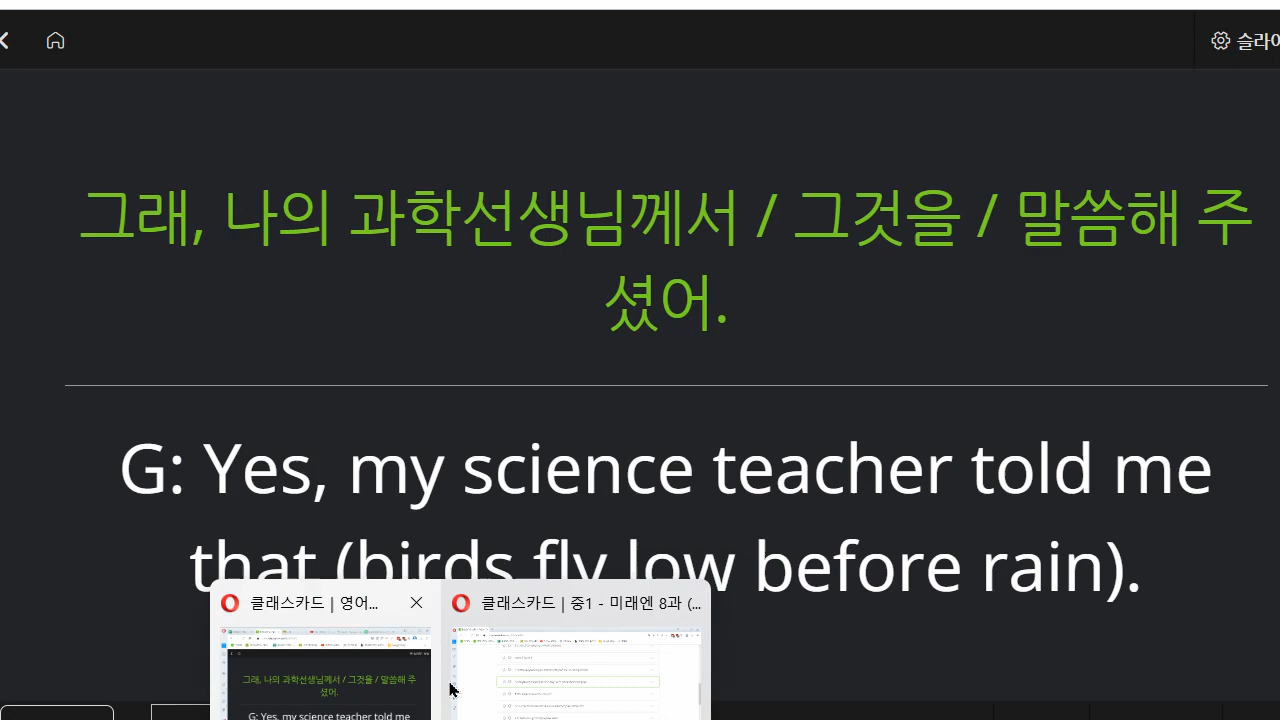 슬라이
그래, 나의 과학선생님께서 / 그것을 / 말씀해 주
셨어.
G: Yes, my science teacher told me
that (birds fly low before rain).
클래스카드 | 영어...
클래스카드 | 중1 - 미래엔 8과 (...
그래, 나의 과학선생님께서 / 그것을 / 말씀해 주
셨어.
G: Yes, my science teacher told me